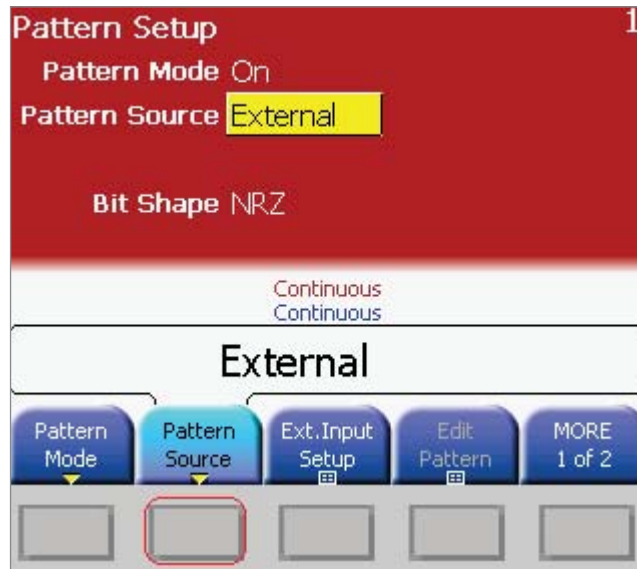 Pattern Setup 1
Pattern Mode On
Pattern Source External
Bit Shape NRZ
Continuous
Continuous
External
Pattern Mode
Pattern Source
Ext.Input Setup
Edit Pattern
MORE 1 of 2